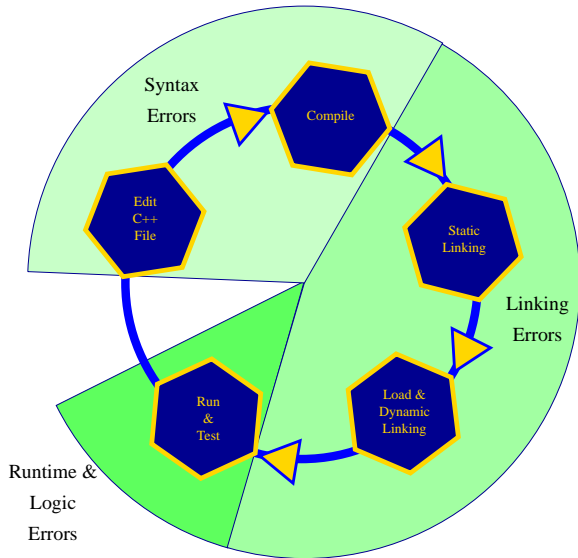 Syntax
Errors
Compile
Edit
C++
File
Static
Linking
Linking
Errors
Load &
Dynamic
Linking
Run
&
Test
Runtime &
Logic
Errors